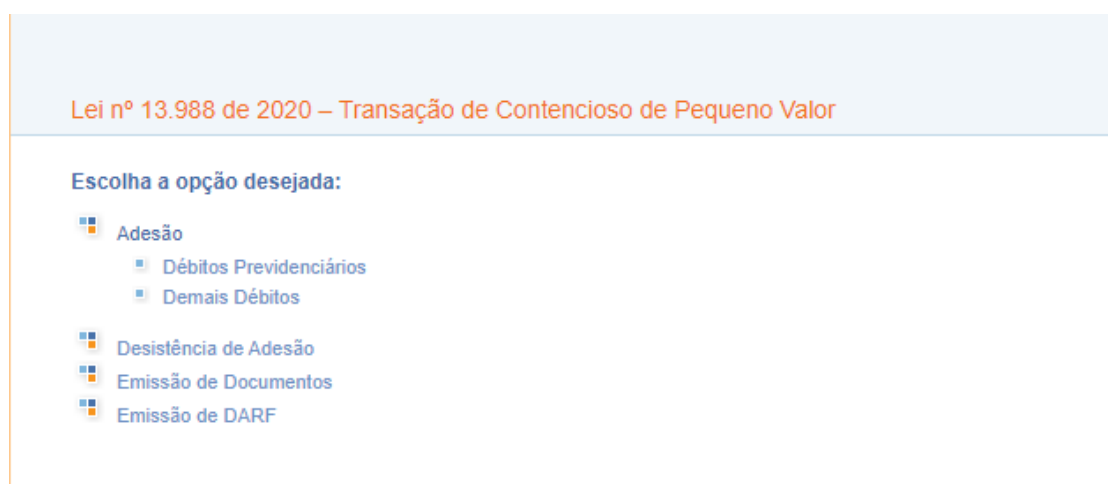 Lei nº 13.988 de 2020 – Transação de Contencioso de Pequeno Valor
Escolha a opção desejada:
Adesão
Débitos Previdenciários
Demais Débitos
Desistência de Adesão
Emissão de Documentos
Emissão de DARF